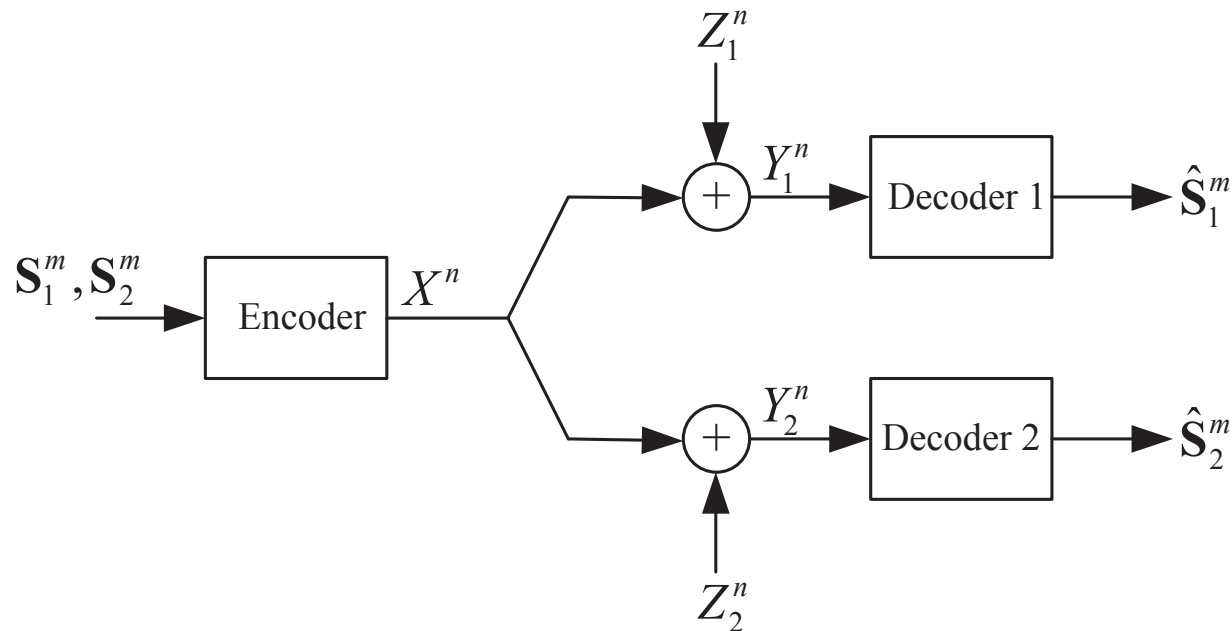 Z₁ⁿ
Y₁ⁿ
Decoder 1
Ŝ₁ᵐ
+
S₁ᵐ, S₂ᵐ
Encoder
Xⁿ
Y₂ⁿ
Decoder 2
Ŝ₂ᵐ
+
Z₂ⁿ